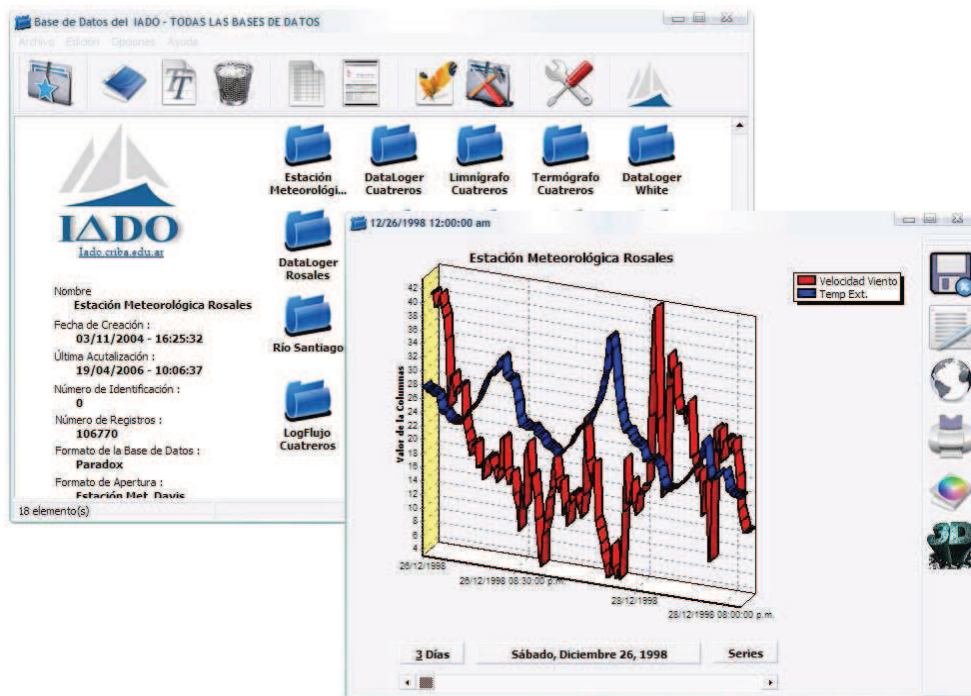 Base de Datos del IADO - TODAS LAS BASES DE DATOS
Archivo Edición Opciones Ayuda
IADO
Iado.criba.edu.ar
Nombre
Estación Meteorológica Rosales
Fecha de Creación :
03/11/2004 - 16:25:32
Última Acutalización :
19/04/2006 - 10:06:37
Número de Identificación :
0
Número de Registros :
106770
Formato de la Base de Datos :
Paradox
Formato de Apertura :
Estación Met. Davis
18 elemento(s)
Estación Meteorológi...
DataLoger Cuatreros
Limnígrafo Cuatreros
Termógrafo Cuatreros
DataLoger White
DataLoger Rosales
Río Santiago
LogFlujo Cuatreros
12/26/1998 12:00:00 am
Estación Meteorológica Rosales
Velocidad Viento
Temp Ext.
Valor de la Columnas
42
40
38
36
34
32
30
28
26
24
22
20
18
16
14
12
10
8
6
4
26/12/1998
26/12/1998 08:30:00 p.m.
28/12/1998
28/12/1998 08:00:00 p.m.
3D
3 Días
Sábado, Diciembre 26, 1998
Series